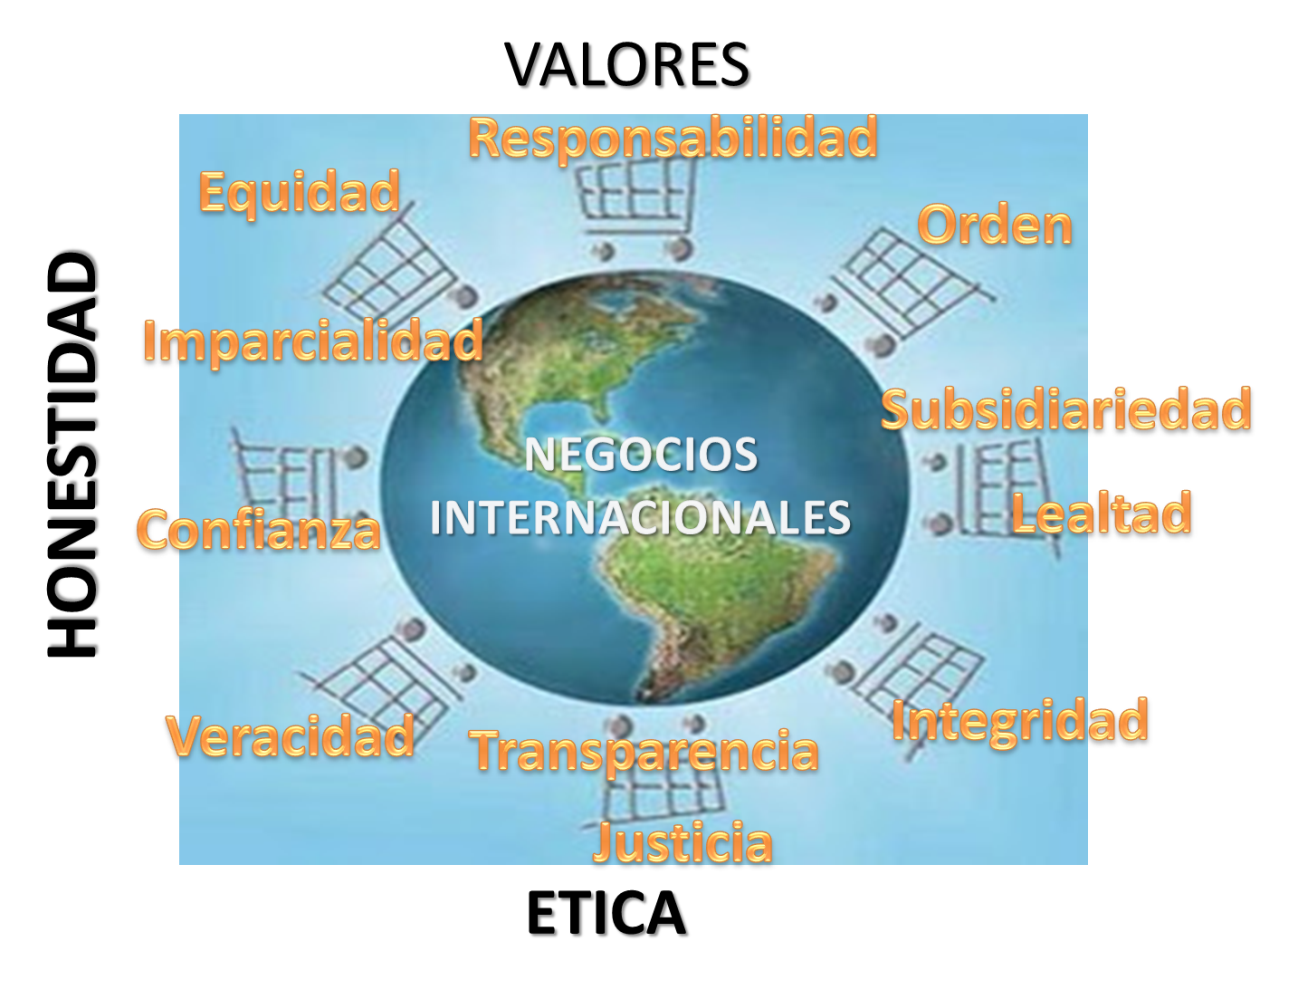 VALORES
Responsabilidad
Equidad
Orden
HONESTIDAD
Imparcialidad
Subsidiariedad
NEGOCIOS
INTERNACIONALES
Lealtad
Confianza
Integridad
Veracidad
Transparencia
Justicia
ETICA